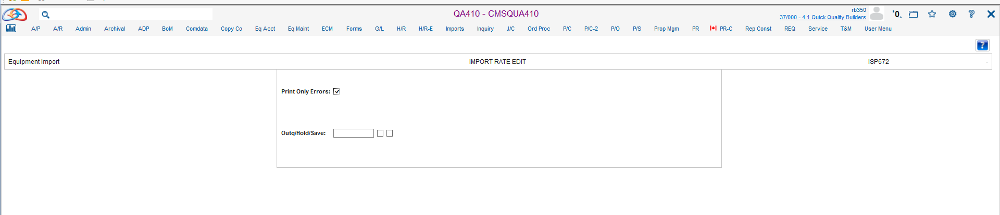 QA410 - CMSQUA410
rb350
37/000 - 4.1 Quick Quality Builders
A/P A/R Admin Archival ADP BoM Comdata Copy Co Eq Acct Eq Maint ECM Forms G/L H/R H/R-E Imports Inquiry J/C Ord Proc P/C P/C-2 P/O P/S Prop Mgm PR PR-C Rep Const REQ Service T&M User Menu
Equipment Import IMPORT RATE EDIT ISP672 -
Print Only Errors:
Outq/Hold/Save: